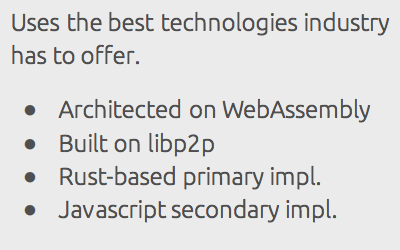 Uses the best technologies industry
has to offer.
● Architected on WebAssembly
● Built on libp2p
● Rust-based primary impl.
● Javascript secondary impl.